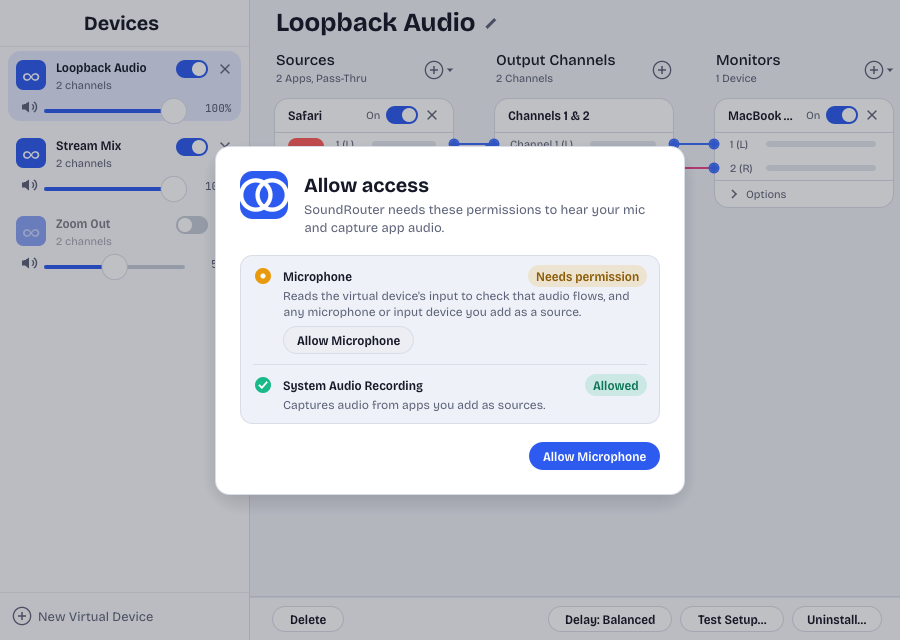 Devices
Loopback Audio
2 channels
100%
Stream Mix
2 channels
Zoom Out
2 channels
New Virtual Device
Loopback Audio
Sources
2 Apps, Pass-Thru
Output Channels
2 Channels
Monitors
1 Device
Safari
On
Channels 1 & 2
MacBook ...
On
1 (L)
Channel 1 (L)
1 (L)
2 (R)
Options
Allow access
SoundRouter needs these permissions to hear your mic
and capture app audio.
Microphone
Needs permission
Reads the virtual device's input to check that audio flows, and
any microphone or input device you add as a source.
Allow Microphone
System Audio Recording
Allowed
Captures audio from apps you add as sources.
Allow Microphone
Delete
Delay: Balanced
Test Setup...
Uninstall...